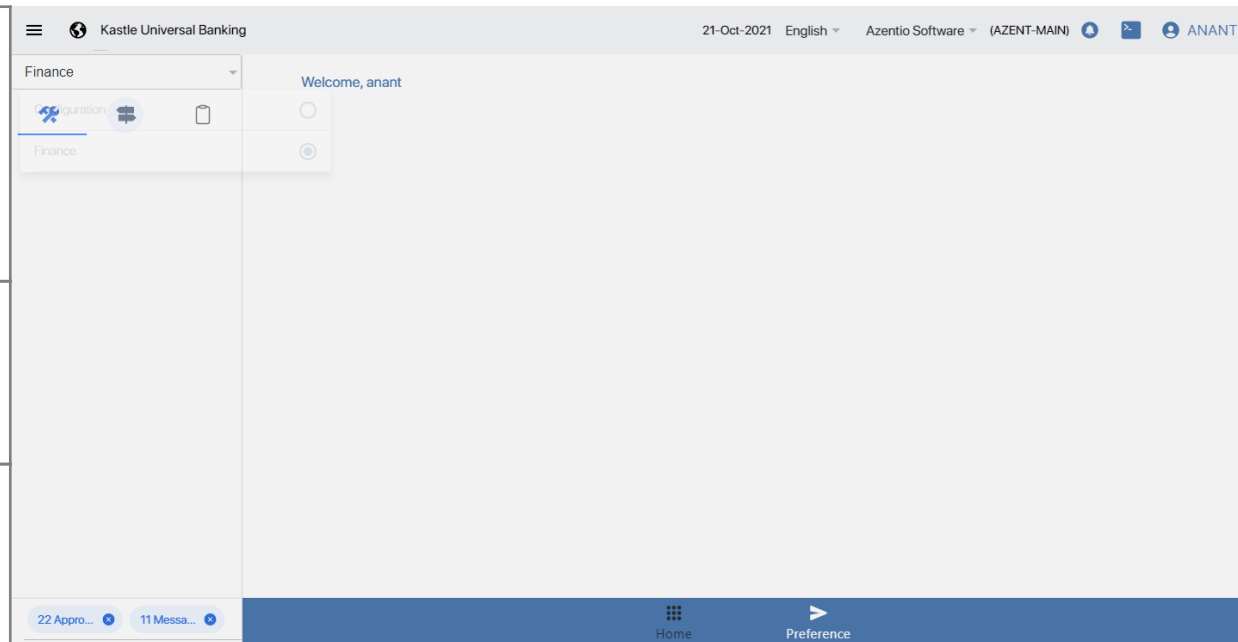 Kastle Universal Banking
21-Oct-2021 English Azentio Software (AZENT-MAIN) ANANT
Finance
Welcome, anant
Configuration
Finance
22 Appro... 11 Messa...
Home
Preference